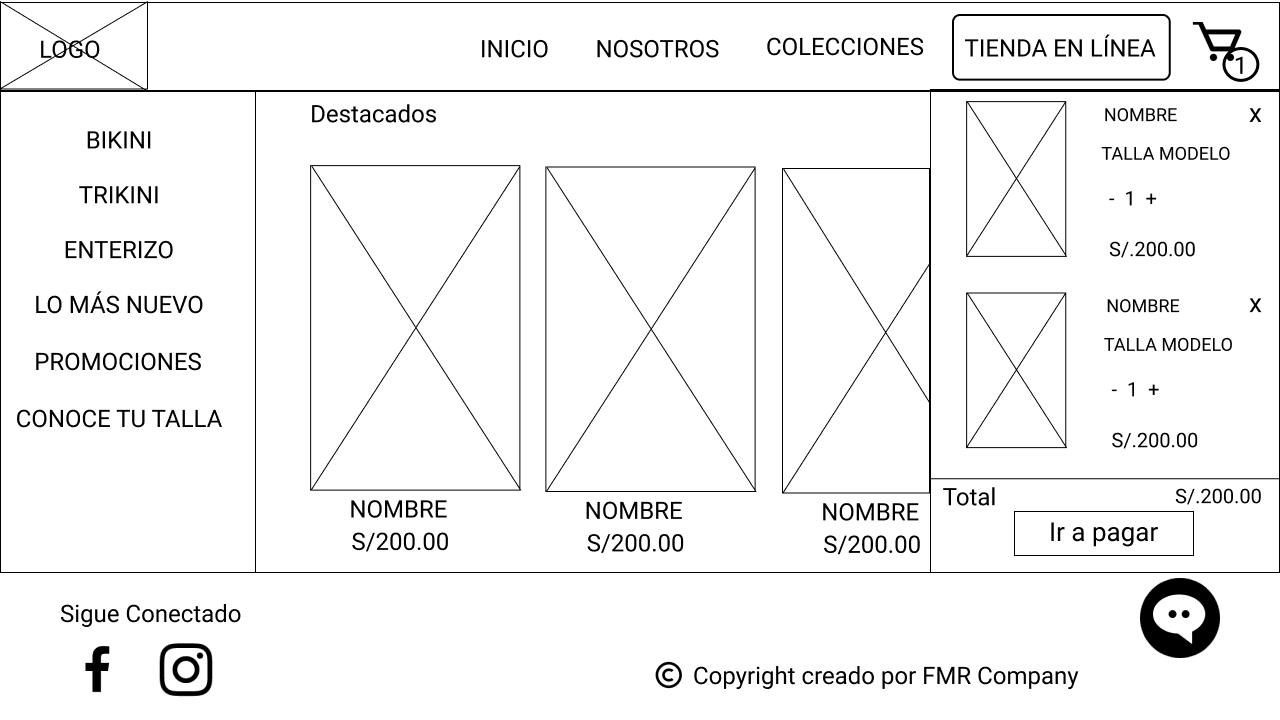 LOGO
INICIO
NOSOTROS
COLECCIONES
TIENDA EN LÍNEA
1
BIKINI
TRIKINI
ENTERIZO
LO MÁS NUEVO
PROMOCIONES
CONOCE TU TALLA
Destacados
NOMBRE
S/200.00
NOMBRE
S/200.00
NOMBRE
S/200.00
NOMBRE X
TALLA MODELO
- 1 +
S/.200.00
NOMBRE X
TALLA MODELO
- 1 +
S/.200.00
Total S/.200.00
Ir a pagar
Sigue Conectado
© Copyright creado por FMR Company